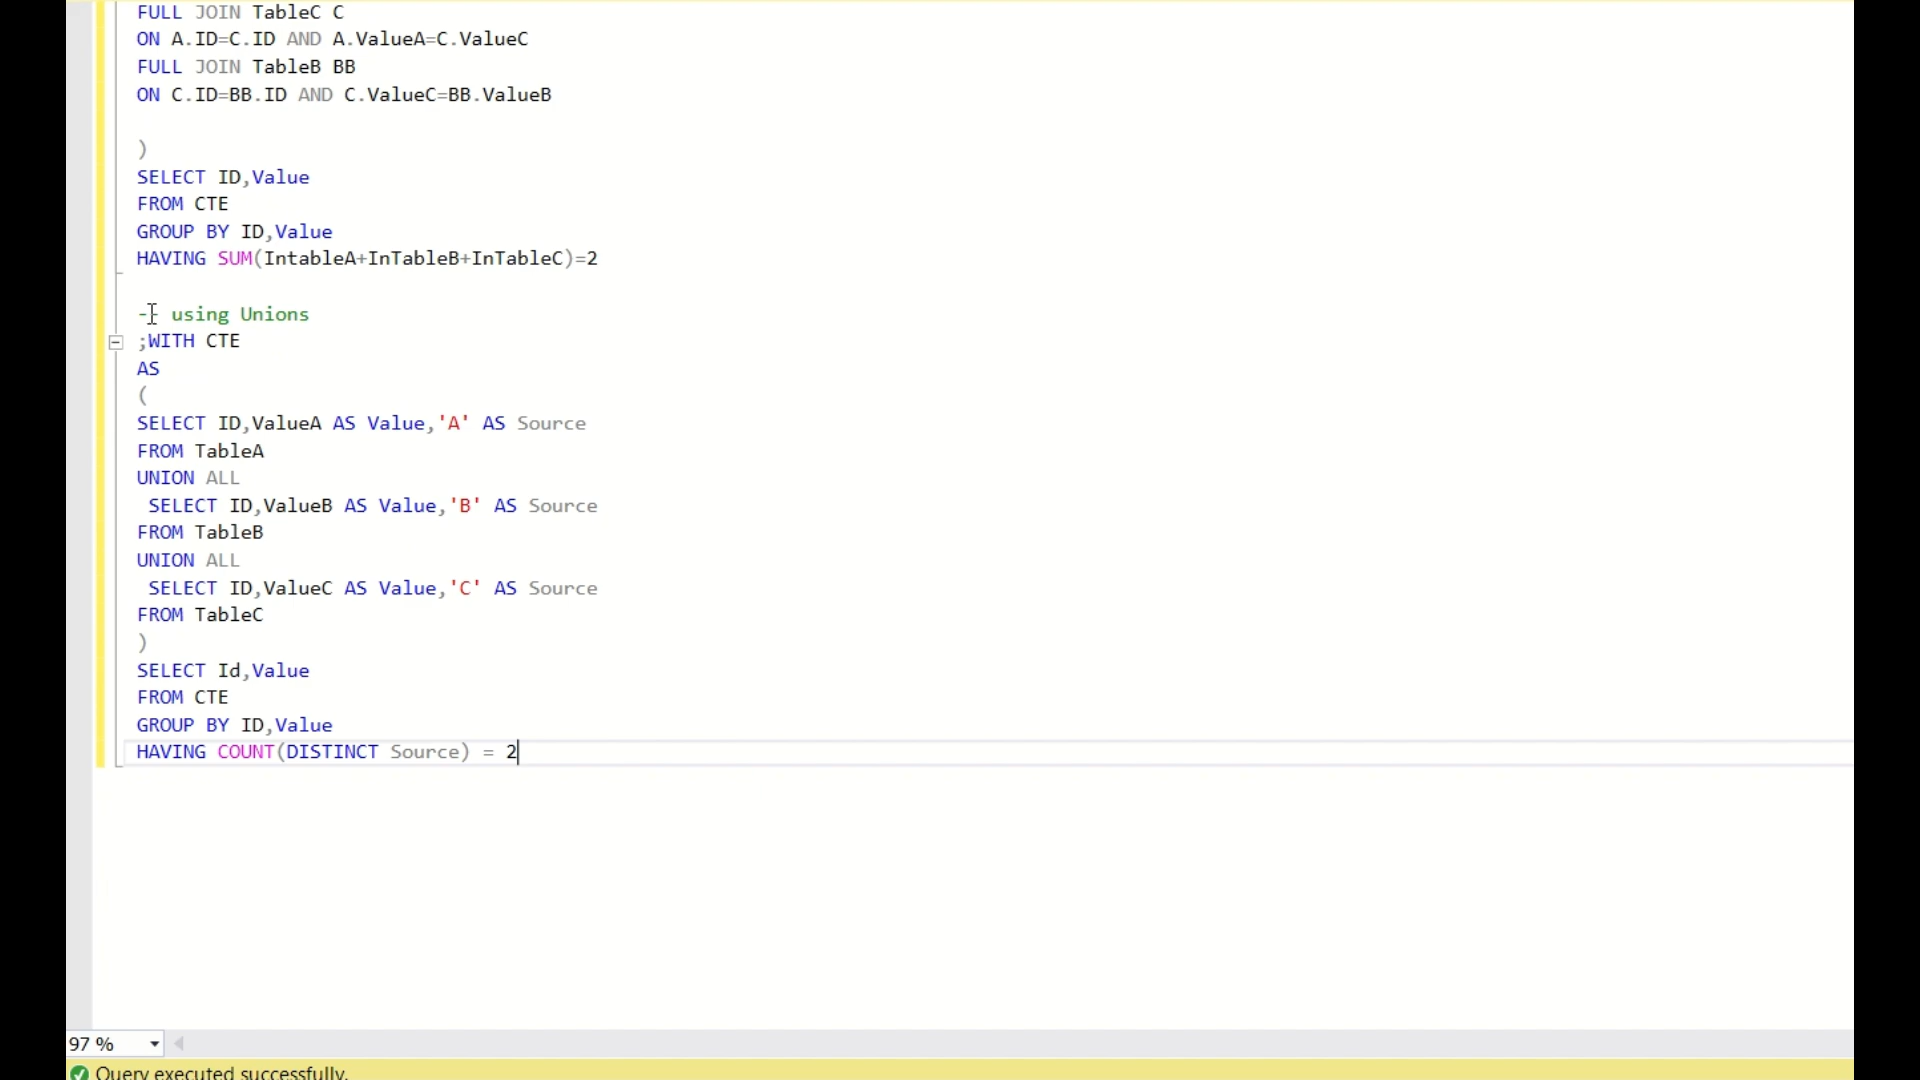 FULL JOIN TableC C
ON A.ID=C.ID AND A.ValueA=C.ValueC
FULL JOIN TableB BB
ON C.ID=BB.ID AND C.ValueC=BB.ValueB
)
SELECT ID,Value
FROM CTE
GROUP BY ID,Value
HAVING SUM(IntableA+InTableB+InTableC)=2
-- using Unions
;WITH CTE
AS
(
SELECT ID,ValueA AS Value,'A' AS Source
FROM TableA
UNION ALL
SELECT ID,ValueB AS Value,'B' AS Source
FROM TableB
UNION ALL
SELECT ID,ValueC AS Value,'C' AS Source
FROM TableC
)
SELECT Id,Value
FROM CTE
GROUP BY ID,Value
HAVING COUNT(DISTINCT Source) = 2
97 %
Query executed successfully.